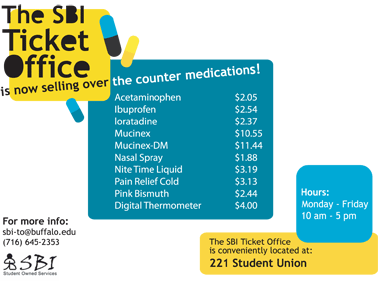 The SBI
Ticket
Office
is now selling over the counter medications!
Acetaminophen $2.05
Ibuprofen $2.54
loratadine $2.37
Mucinex $10.55
Mucinex-DM $11.44
Nasal Spray $1.88
Nite Time Liquid $3.19
Pain Relief Cold $3.13
Pink Bismuth $2.44
Digital Thermometer $4.00
Hours:
Monday - Friday
10 am - 5 pm
For more info:
sbi-to@buffalo.edu
(716) 645-2353
SBI
Student Owned Services
The SBI Ticket Office
is conveniently located at:
221 Student Union